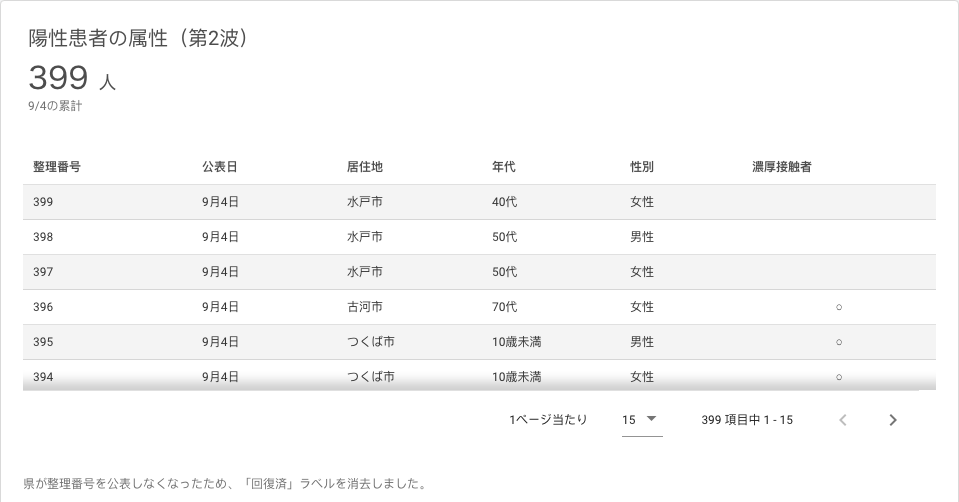 陽性患者の属性（第2波）
399 人
9/4の累計
整理番号 公表日 居住地 年代 性別 濃厚接触者
399 9月4日 水戸市 40代 女性
398 9月4日 水戸市 50代 男性
397 9月4日 水戸市 50代 女性
396 9月4日 古河市 70代 女性 ○
395 9月4日 つくば市 10歳未満 男性 ○
394 9月4日 つくば市 10歳未満 女性 ○
1ページ当たり 15 399 項目中 1 - 15
県が整理番号を公表しなくなったため、「回復済」ラベルを消去しました。